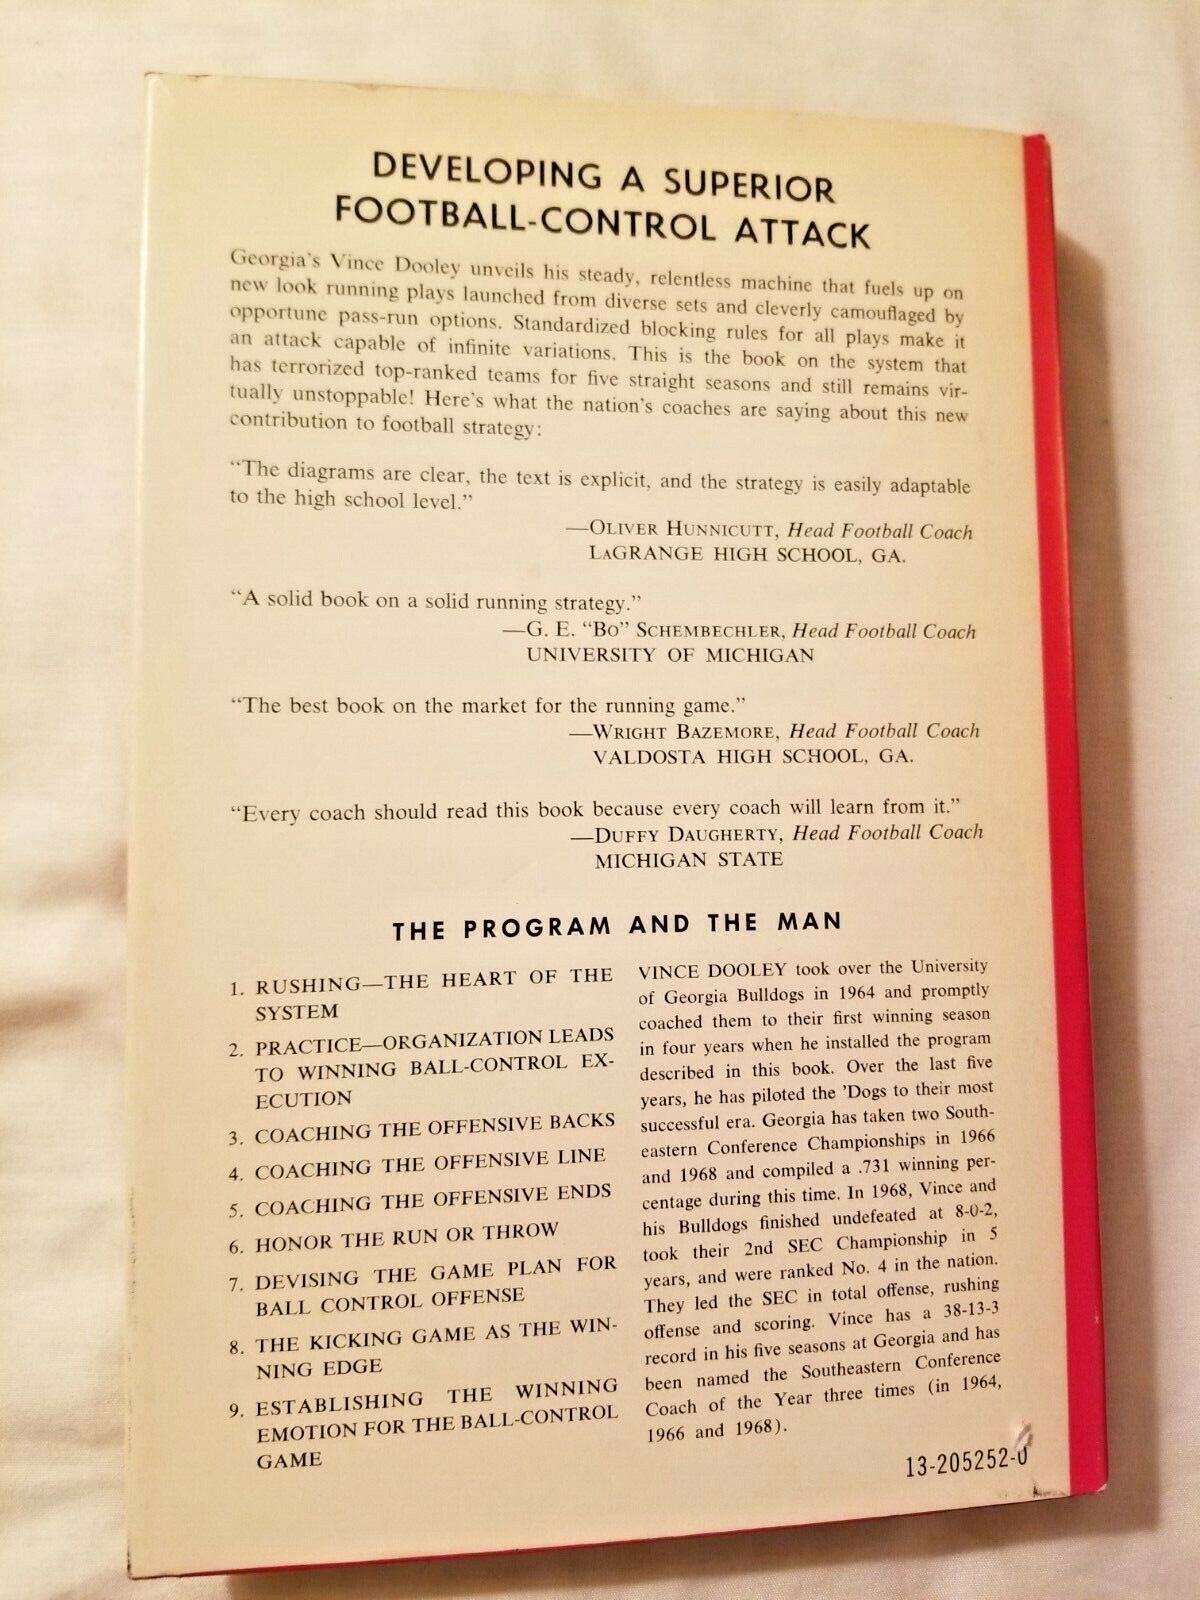 DEVELOPING A SUPERIOR
FOOTBALL-CONTROL ATTACK
Georgia's Vince Dooley unveils his steady, relentless machine that fuels up on
new look running plays launched from diverse sets and cleverly camouflaged by
opportune pass-run options. Standardized blocking rules for all plays make it
an attack capable of infinite variations. This is the book on the system that
has terrorized top-ranked teams for five straight seasons and still remains vir-
tually unstoppable! Here's what the nation's coaches are saying about this new
contribution to football strategy:
"The diagrams are clear, the text is explicit, and the strategy is easily adaptable
to the high school level."
—OLIVER HUNNICUTT, Head Football Coach
LAGRANGE HIGH SCHOOL, GA.
"A solid book on a solid running strategy."
—G. E. "BO" SCHEMBECHLER, Head Football Coach
UNIVERSITY OF MICHIGAN
"The best book on the market for the running game."
—WRIGHT BAZEMORE, Head Football Coach
VALDOSTA HIGH SCHOOL, GA.
"Every coach should read this book because every coach will learn from it."
—DUFFY DAUGHERTY, Head Football Coach
MICHIGAN STATE
THE PROGRAM AND THE MAN
1. RUSHING—THE HEART OF THE
SYSTEM
2. PRACTICE—ORGANIZATION LEADS
TO WINNING BALL-CONTROL EX-
ECUTION
3. COACHING THE OFFENSIVE BACKS
4. COACHING THE OFFENSIVE LINE
5. COACHING THE OFFENSIVE ENDS
6. HONOR THE RUN OR THROW
7. DEVISING THE GAME PLAN FOR
BALL CONTROL OFFENSE
8. THE KICKING GAME AS THE WIN-
NING EDGE
9. ESTABLISHING THE WINNING
EMOTION FOR THE BALL-CONTROL
GAME
VINCE DOOLEY took over the University
of Georgia Bulldogs in 1964 and promptly
coached them to their first winning season
in four years when he installed the program
described in this book. Over the last five
years, he has piloted the 'Dogs to their most
successful era. Georgia has taken two South-
eastern Conference Championships in 1966
and 1968 and compiled a .731 winning per-
centage during this time. In 1968, Vince and
his Bulldogs finished undefeated at 8-0-2,
took their 2nd SEC Championship in 5
years, and were ranked No. 4 in the nation.
They led the SEC in total offense, rushing
offense and scoring. Vince has a 38-13-3
record in his five seasons at Georgia and has
been named the Southeastern Conference
Coach of the Year three times (in 1964,
1966 and 1968).
13-205252-0